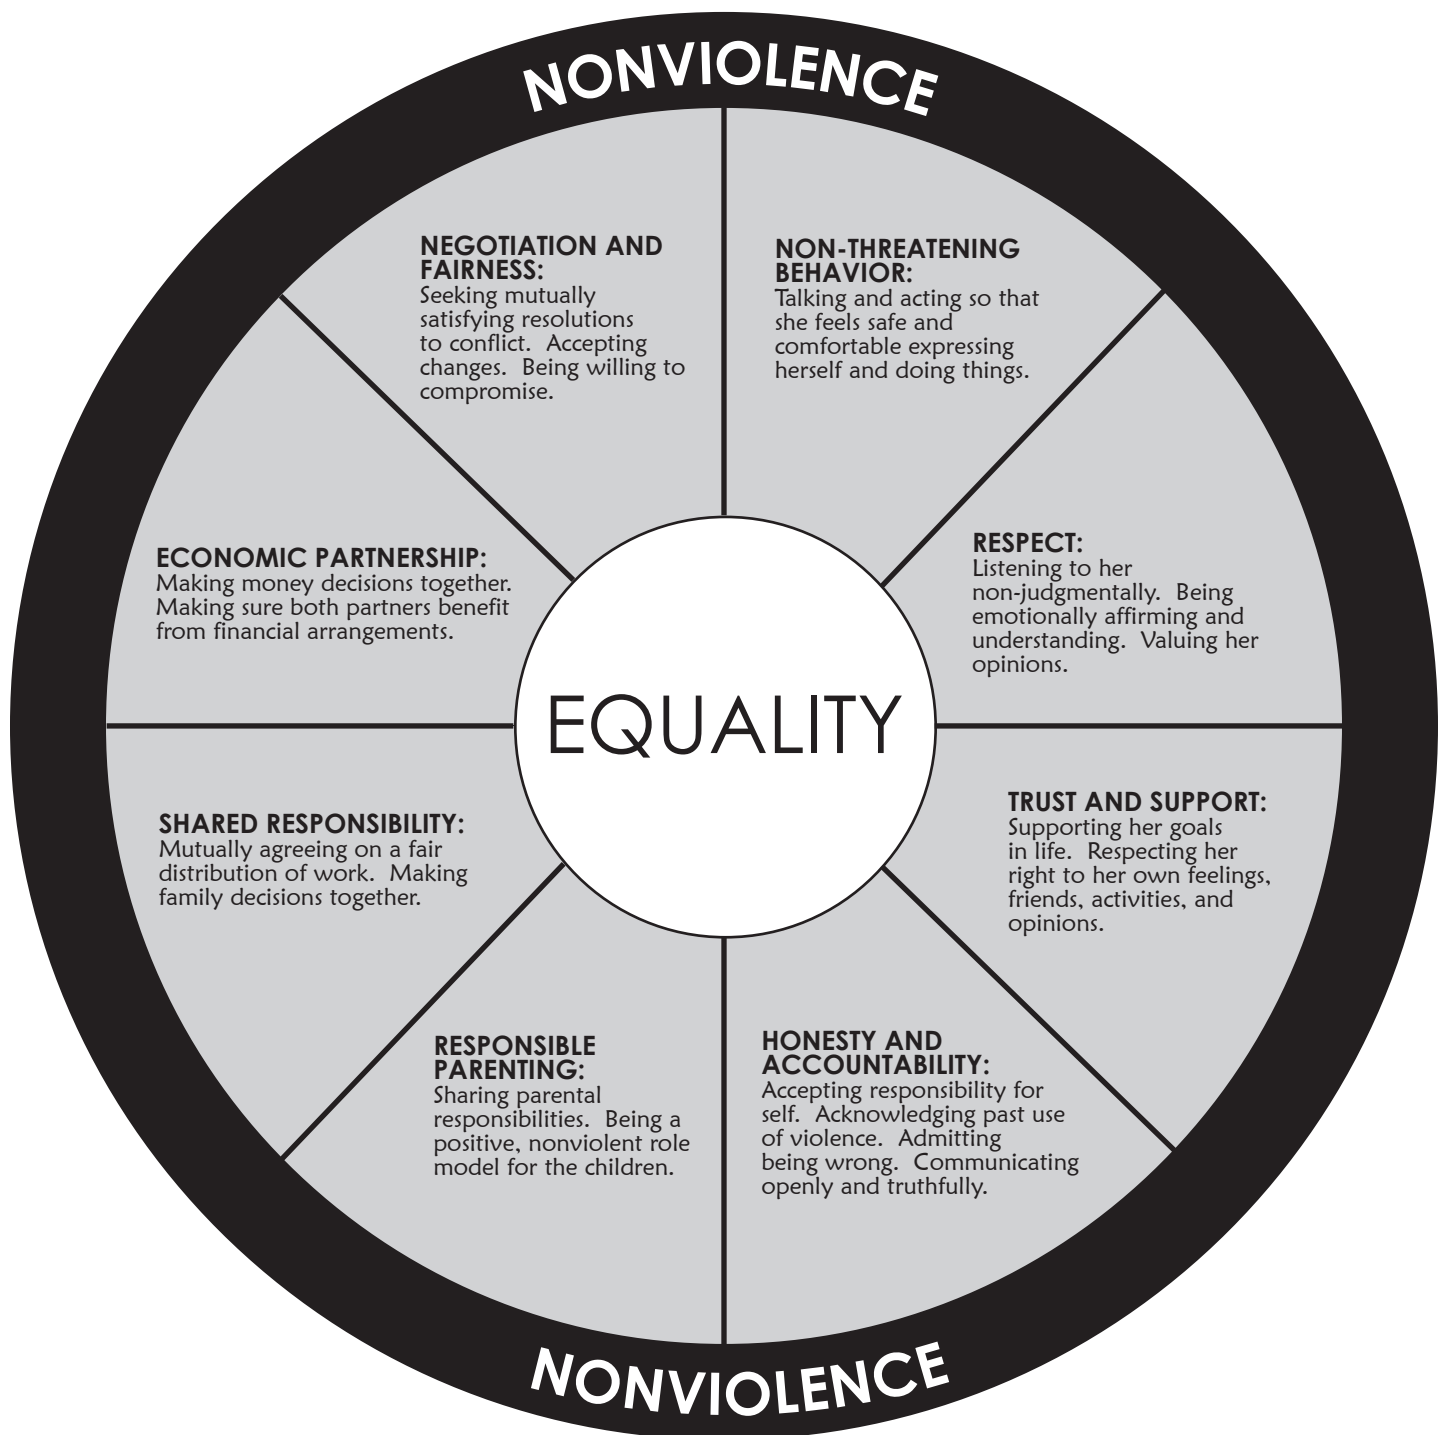 NONVIOLENCE
NEGOTIATION AND
FAIRNESS:
Seeking mutually
satisfying resolutions
to conflict.  Accepting
changes.  Being willing to
compromise.
NON-THREATENING
BEHAVIOR:
Talking and acting so that
she feels safe and
comfortable expressing
herself and doing things.
RESPECT:
Listening to her
non-judgmentally.  Being
emotionally affirming and
understanding.  Valuing her
opinions.
ECONOMIC PARTNERSHIP:
Making money decisions together.
Making sure both partners benefit
from financial arrangements.
EQUALITY
TRUST AND SUPPORT:
Supporting her goals
in life.  Respecting her
right to her own feelings,
friends, activities, and
opinions.
SHARED RESPONSIBILITY:
Mutually agreeing on a fair
distribution of work.  Making
family decisions together.
RESPONSIBLE
PARENTING:
Sharing parental
responsibilities.  Being a
positive, nonviolent role
model for the children.
HONESTY AND
ACCOUNTABILITY:
Accepting responsibility for
self.  Acknowledging past use
of violence.  Admitting
being wrong.  Communicating
openly and truthfully.
NONVIOLENCE